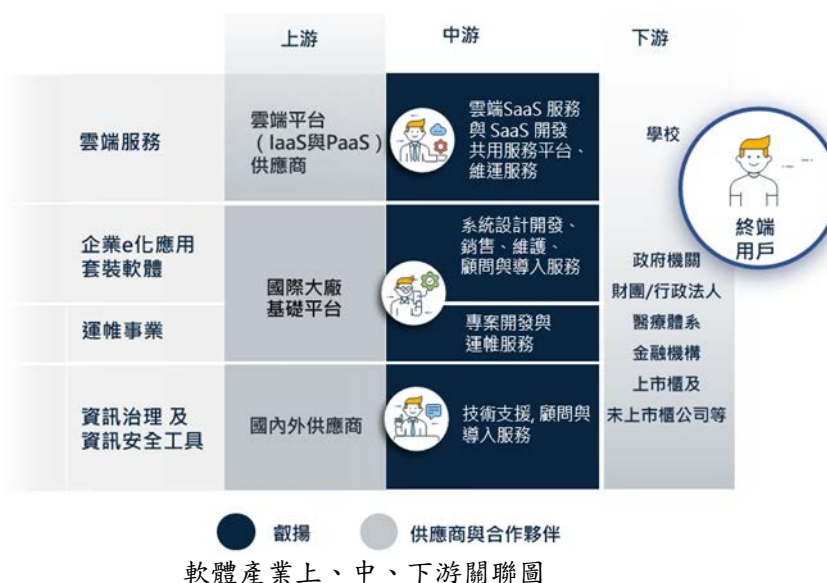 上游
中游
下游
雲端服務
雲端平台
（IaaS與PaaS）
供應商
雲端SaaS 服務
與 SaaS 開發
共用服務平台、
維運服務
企業e化應用
套裝軟體
國際大廠
基礎平台
系統設計開發、
銷售、維護、
顧問與導入服務
運帷事業
專案開發與
運帷服務
資訊治理 及
資訊安全工具
國內外供應商
技術支援, 顧問與
導入服務
學校
政府機關
財團/行政法人
醫療體系
金融機構
上市櫃及
未上市櫃公司等
終端
用戶
叡揚
供應商與合作夥伴
軟體產業上、中、下游關聯圖